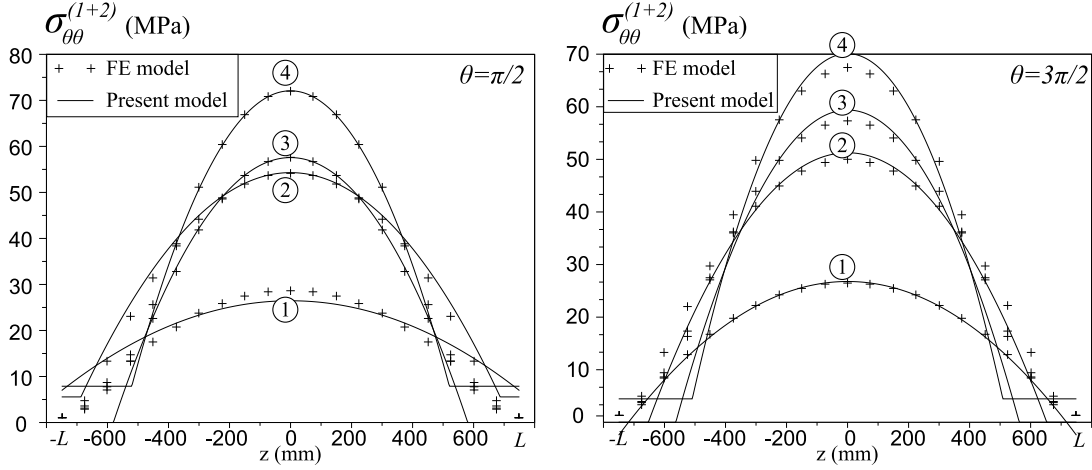 σθθ(1+2) (MPa)
80
70
60
50
40
30
20
10
0
+ + FE model
Present model
θ=π/2
4
3
2
1
-L -600 -400 -200 0 200 400 600 L
z (mm)
σθθ(1+2) (MPa)
70
60
50
40
30
20
10
0
+ + FE model
Present model
θ=3π/2
4
3
2
1
-L -600 -400 -200 0 200 400 600 L
z (mm)